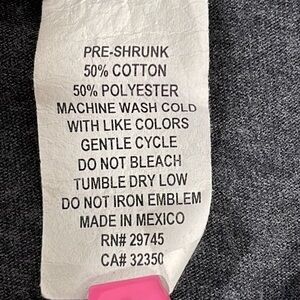 PRE-SHRUNK
50% COTTON
50% POLYESTER
MACHINE WASH COLD
WITH LIKE COLORS
GENTLE CYCLE
DO NOT BLEACH
TUMBLE DRY LOW
DO NOT IRON EMBLEM
MADE IN MEXICO
RN# 29745
CA# 32350